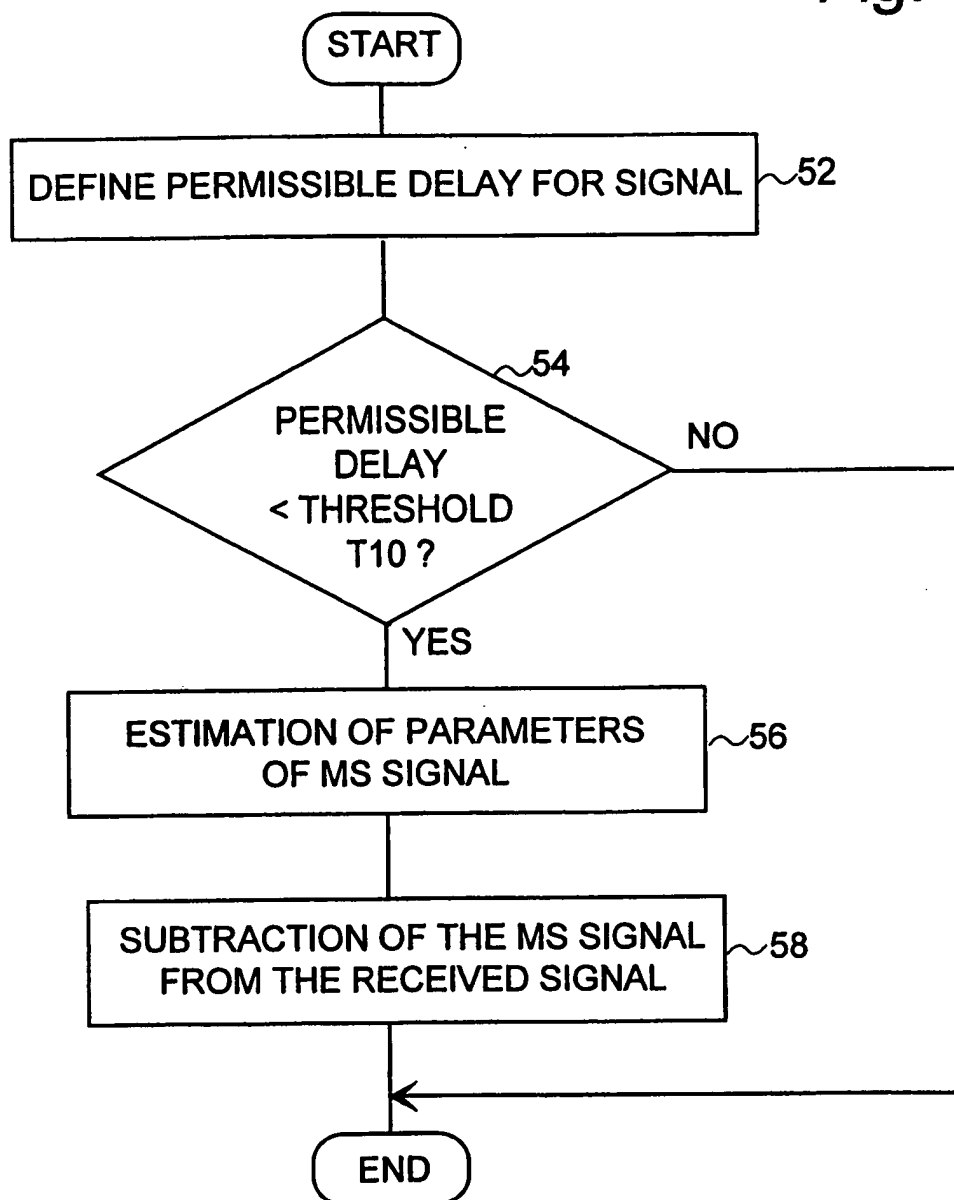 Fig.
START
DEFINE PERMISSIBLE DELAY FOR SIGNAL
52
54
PERMISSIBLE
DELAY
< THRESHOLD
T10 ?
NO
YES
ESTIMATION OF PARAMETERS
OF MS SIGNAL
56
SUBTRACTION OF THE MS SIGNAL
FROM THE RECEIVED SIGNAL
58
END